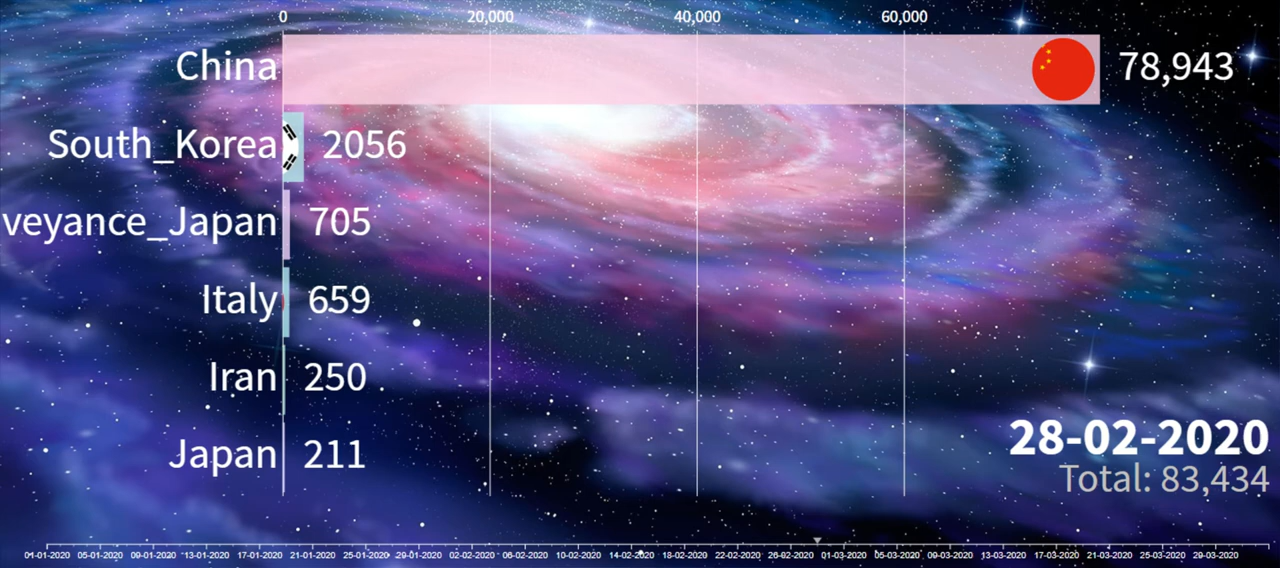 0 20,000 40,000 60,000
China 78,943
South_Korea 2056
veyance_Japan 705
Italy 659
Iran 250
Japan 211
28-02-2020
Total: 83,434
01-01-2020 05-01-2020 09-01-2020 13-01-2020 17-01-2020 21-01-2020 25-01-2020 29-01-2020 02-02-2020 06-02-2020 10-02-2020 14-02-2020 18-02-2020 22-02-2020 26-02-2020 01-03-2020 05-03-2020 09-03-2020 13-03-2020 17-03-2020 21-03-2020 25-03-2020 29-03-2020